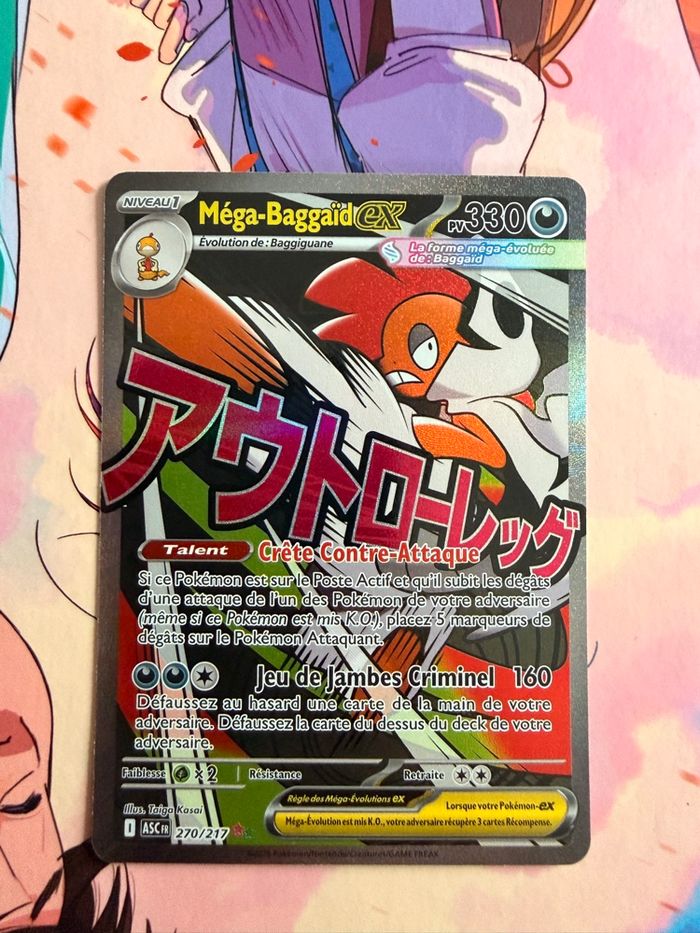 NIVEAU 1
Méga-Baggaïd ex
PV 330
Évolution de : Baggiguane
La forme méga-évoluée
de : Baggaïd
アウトローレッグ
Talent Crête Contre-Attaque
Si ce Pokémon est sur le Poste Actif et qu'il subit les dégâts
d'une attaque de l'un des Pokémon de votre adversaire
(même si ce Pokémon est mis K.O.), placez 5 marqueurs de
dégâts sur le Pokémon Attaquant.
Jeu de Jambes Criminel 160
Défaussez au hasard une carte de la main de votre
adversaire. Défaussez la carte du dessus du deck de votre
adversaire.
Faiblesse ×2 Résistance Retraite
Illus. Taiga Kasai
I ASC FR 270/217
Règle des Méga-Évolutions ex Lorsque votre Pokémon-ex
Méga-Évolution est mis K.O., votre adversaire récupère 3 cartes Récompense.
Pokémon/Nintendo/Creatures/GAME FREAK